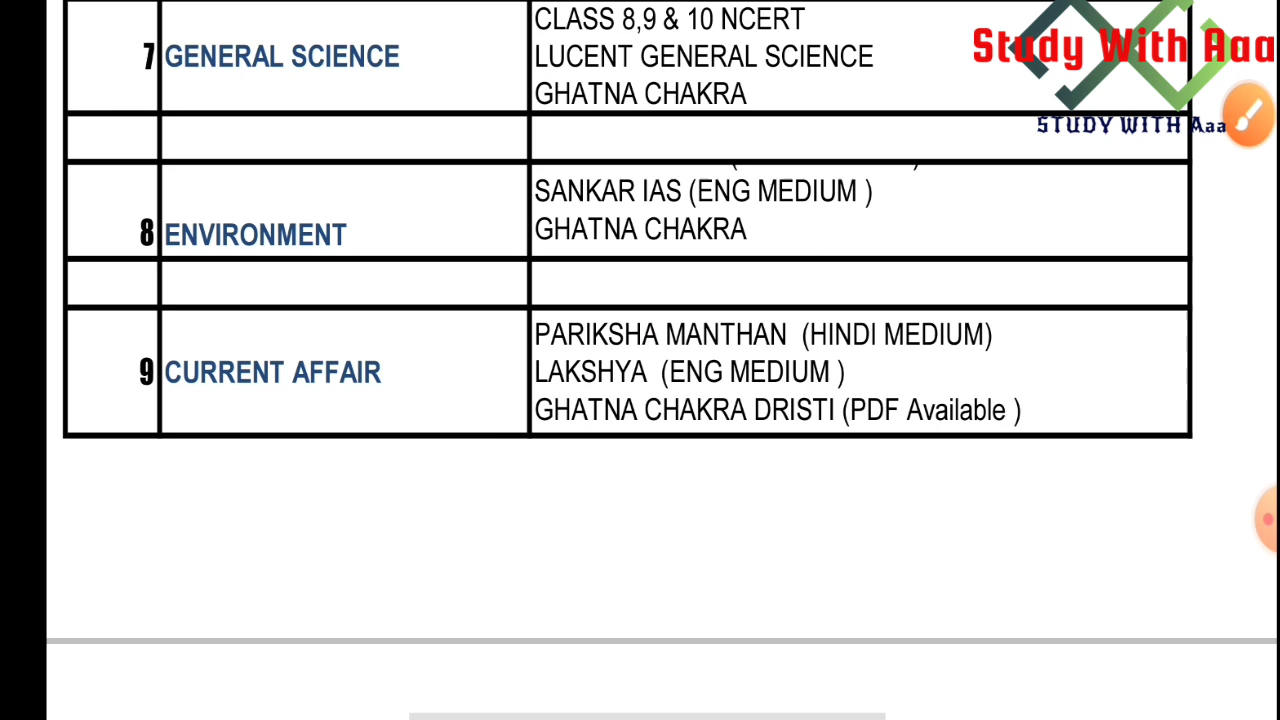 CLASS 8,9 & 10 NCERT
7 GENERAL SCIENCE LUCENT GENERAL SCIENCE
GHATNA CHAKRA
Study With Aaa
STUDY WITH Aaa
SANKAR IAS (ENG MEDIUM )
8 ENVIRONMENT GHATNA CHAKRA
PARIKSHA MANTHAN (HINDI MEDIUM)
9 CURRENT AFFAIR LAKSHYA (ENG MEDIUM )
GHATNA CHAKRA DRISTI (PDF Available )